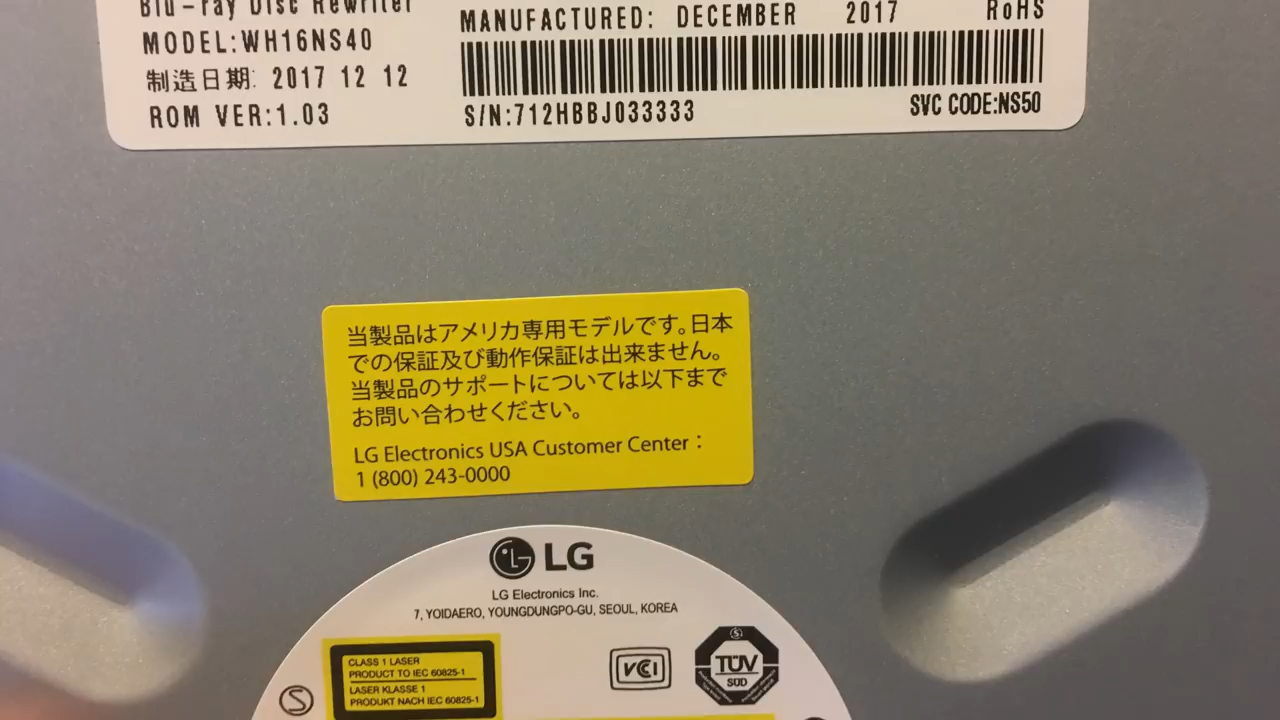 Blu-ray Disc Rewriter
MODEL:WH16NS40
制造日期: 2017 12 12
ROM VER:1.03
MANUFACTURED: DECEMBER 2017 RoHS
S/N:712HBBJ033333 SVC CODE:NS50
当製品はアメリカ専用モデルです。日本
での保証及び動作保証は出来ません。
当製品のサポートについては以下まで
お問い合わせください。
LG Electronics USA Customer Center :
1 (800) 243-0000
LG
LG Electronics Inc.
7, YOIDAERO, YOUNGDUNGPO-GU, SEOUL, KOREA
CLASS 1 LASER
PRODUCT TO IEC 60825-1
LASER KLASSE 1
PRODUKT NACH IEC 60825-1
S
VCI
TÜV
SÜD